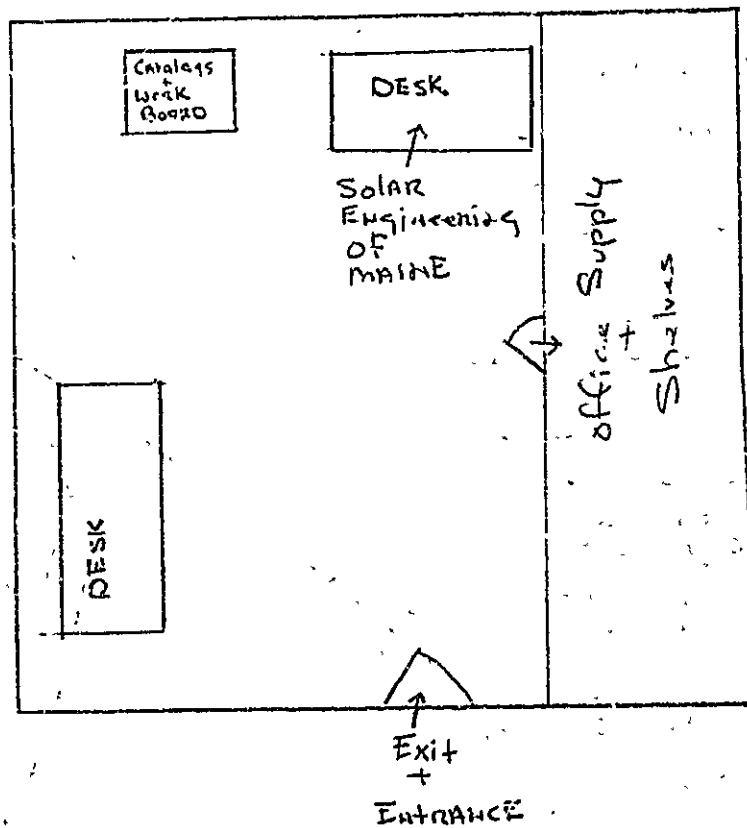 Catalogs
+
Work
Board
DESK
SOLAR
ENgineering
OF
MAINE
Office Supply
+
Shelves
DESK
Exit
+
ENTRANCE